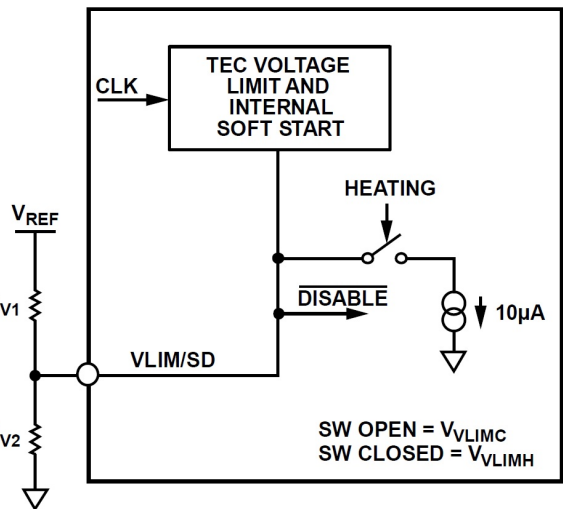 TEC VOLTAGE
LIMIT AND
INTERNAL
SOFT START
CLK
HEATING
VREF
V1
DISABLE
10µA
VLIM/SD
V2
SW OPEN = VVLIMC
SW CLOSED = VVLIMH